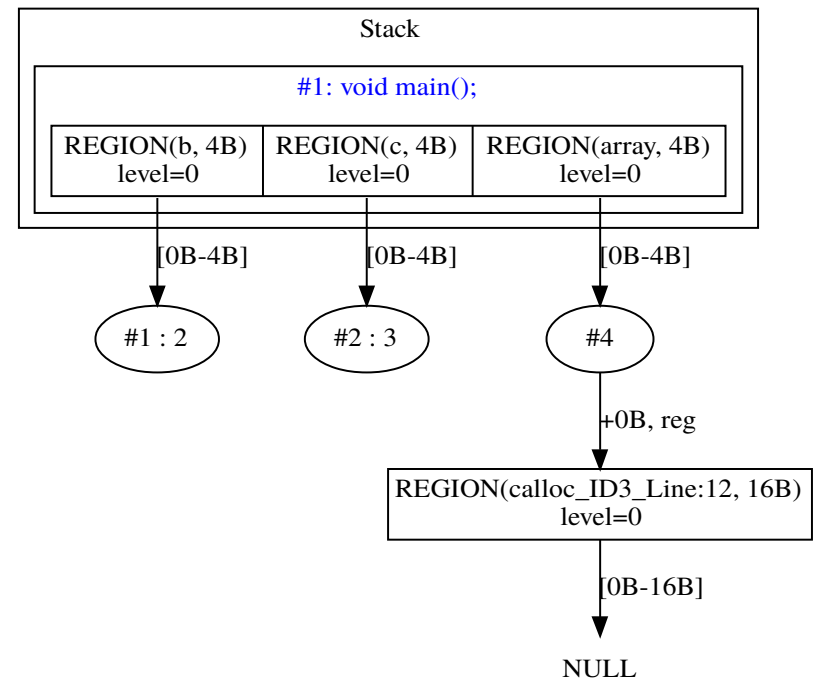 Stack
#1: void main();
REGION(b, 4B)
level=0
REGION(c, 4B)
level=0
REGION(array, 4B)
level=0
[0B-4B]
[0B-4B]
[0B-4B]
#1 : 2
#2 : 3
#4
+0B, reg
REGION(calloc_ID3_Line:12, 16B)
level=0
[0B-16B]
NULL